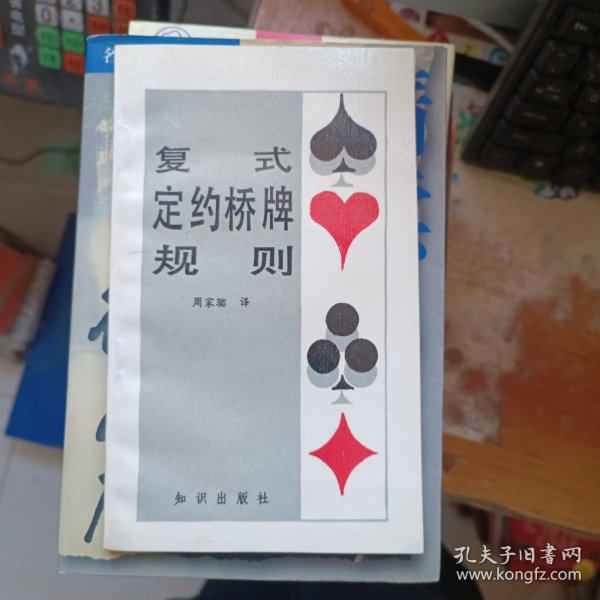 复式
定约桥牌
规则
周家骝 译
知识出版社
孔夫子旧书网
www.kongfz.com